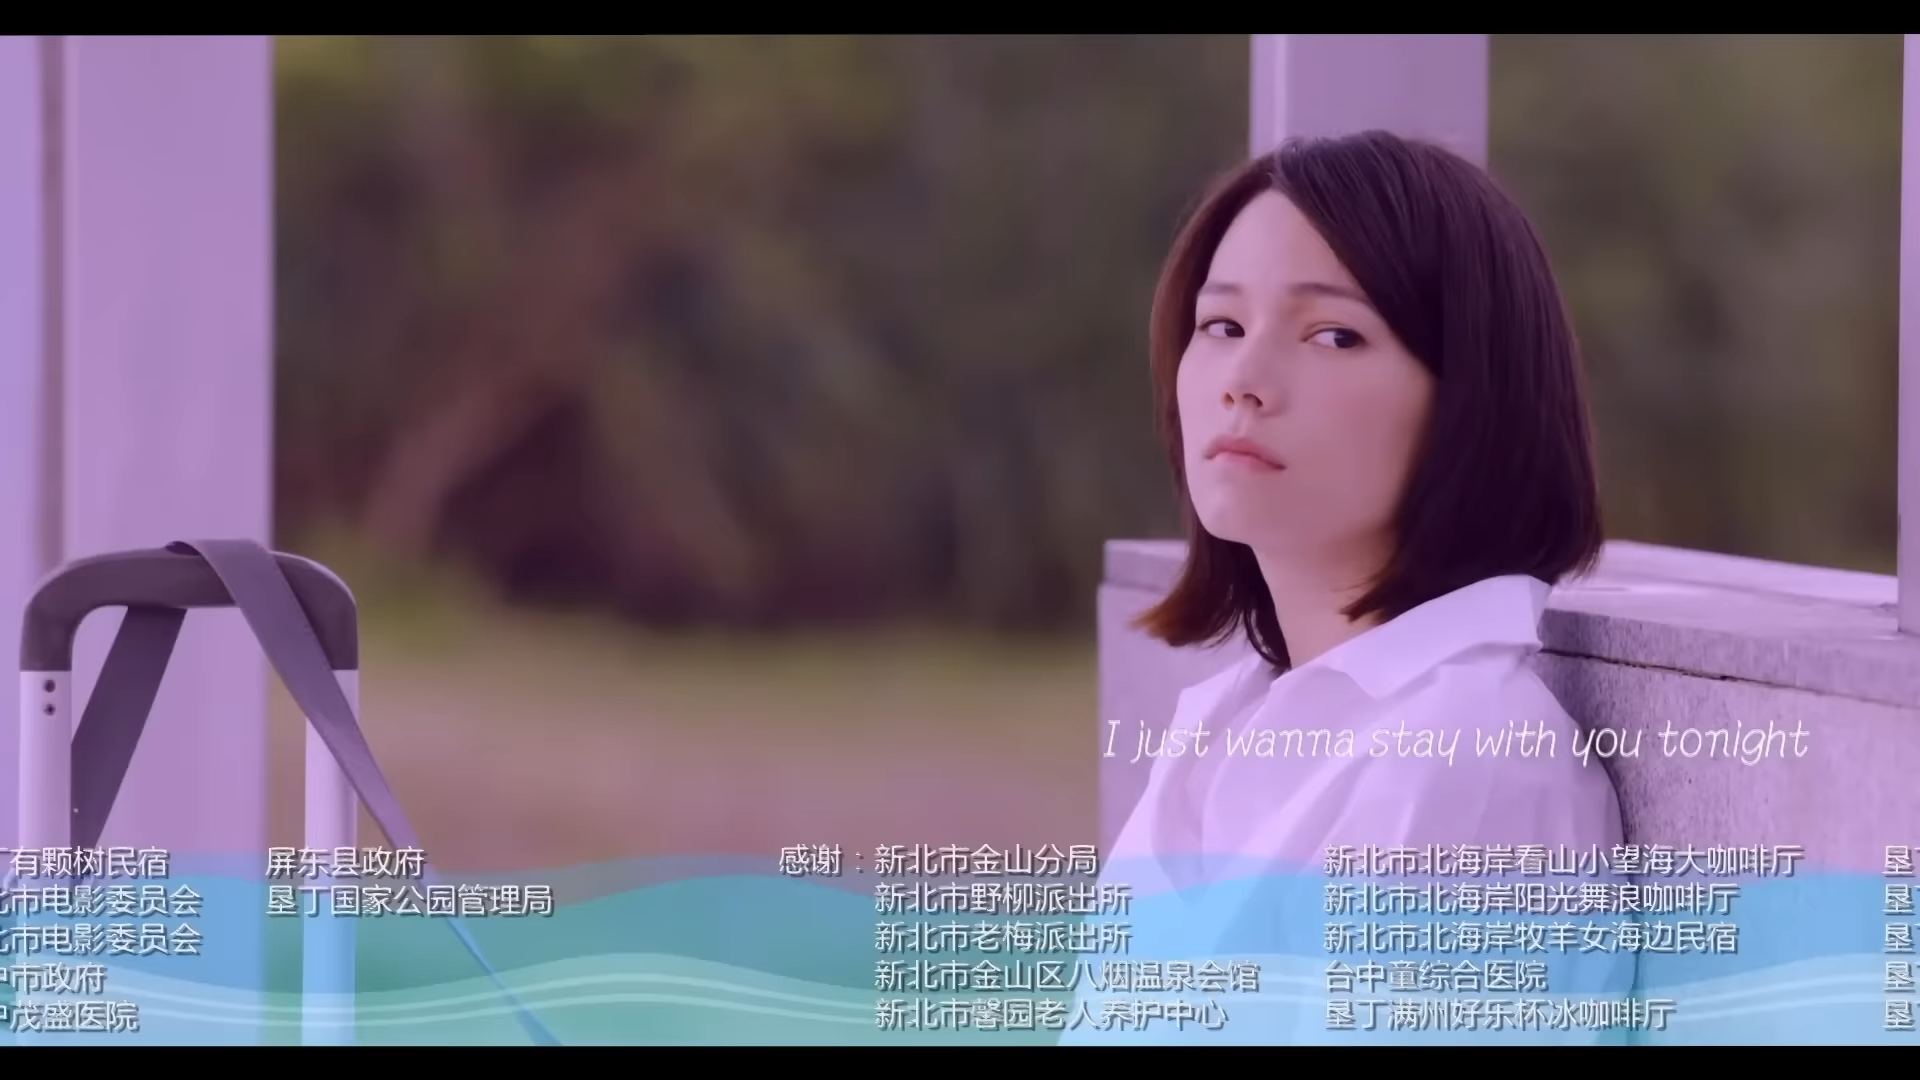 I just wanna stay with you tonight
有颗树民宿
市电影委员会
市电影委员会
市政府
茂盛医院
屏东县政府
垦丁国家公园管理局
感谢：新北市金山分局
新北市野柳派出所
新北市老梅派出所
新北市金山区八烟温泉会馆
新北市馨园老人养护中心
新北市北海岸看山小望海大咖啡厅
新北市北海岸阳光舞浪咖啡厅
新北市北海岸牧羊女海边民宿
台中童综合医院
垦丁满州好乐杯冰咖啡厅
垦
垦
垦
垦
垦